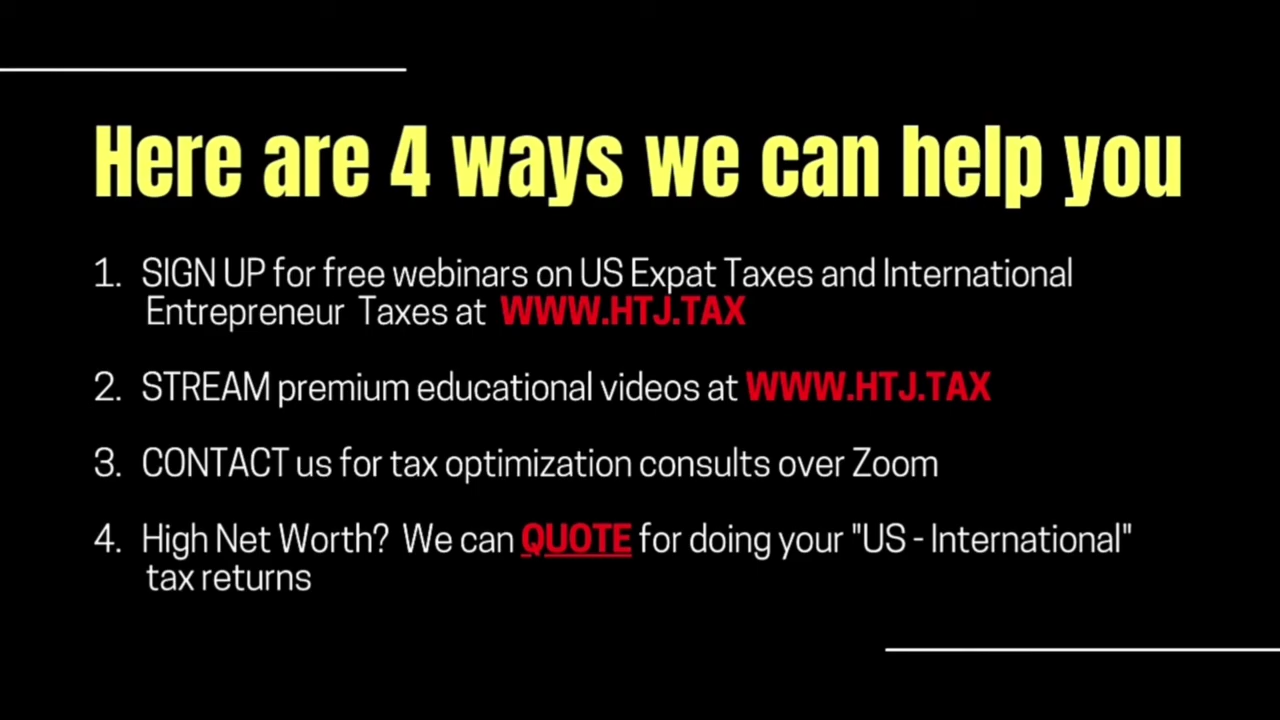 Here are 4 ways we can help you
1. SIGN UP for free webinars on US Expat Taxes and International
Entrepreneur Taxes at WWW.HTJ.TAX
2. STREAM premium educational videos at WWW.HTJ.TAX
3. CONTACT us for tax optimization consults over Zoom
4. High Net Worth? We can QUOTE for doing your "US - International"
tax returns